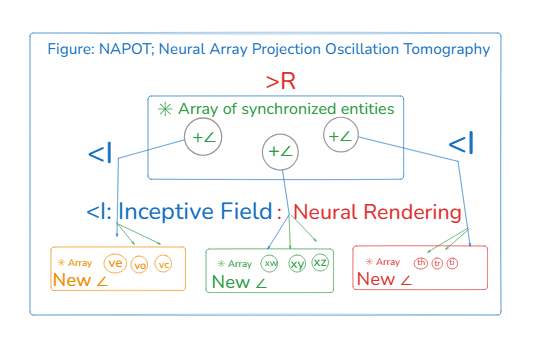 Figure: NAPOT; Neural Array Projection Oscillation Tomography
>R
✳ Array of synchronized entities
+∠ +∠ +∠
<I <I
<I: Inceptive Field : Neural Rendering
✳ Array ve vo vc
New ∠
✳ Array xw xy xz
New ∠
✳ Array th tr tl
New ∠